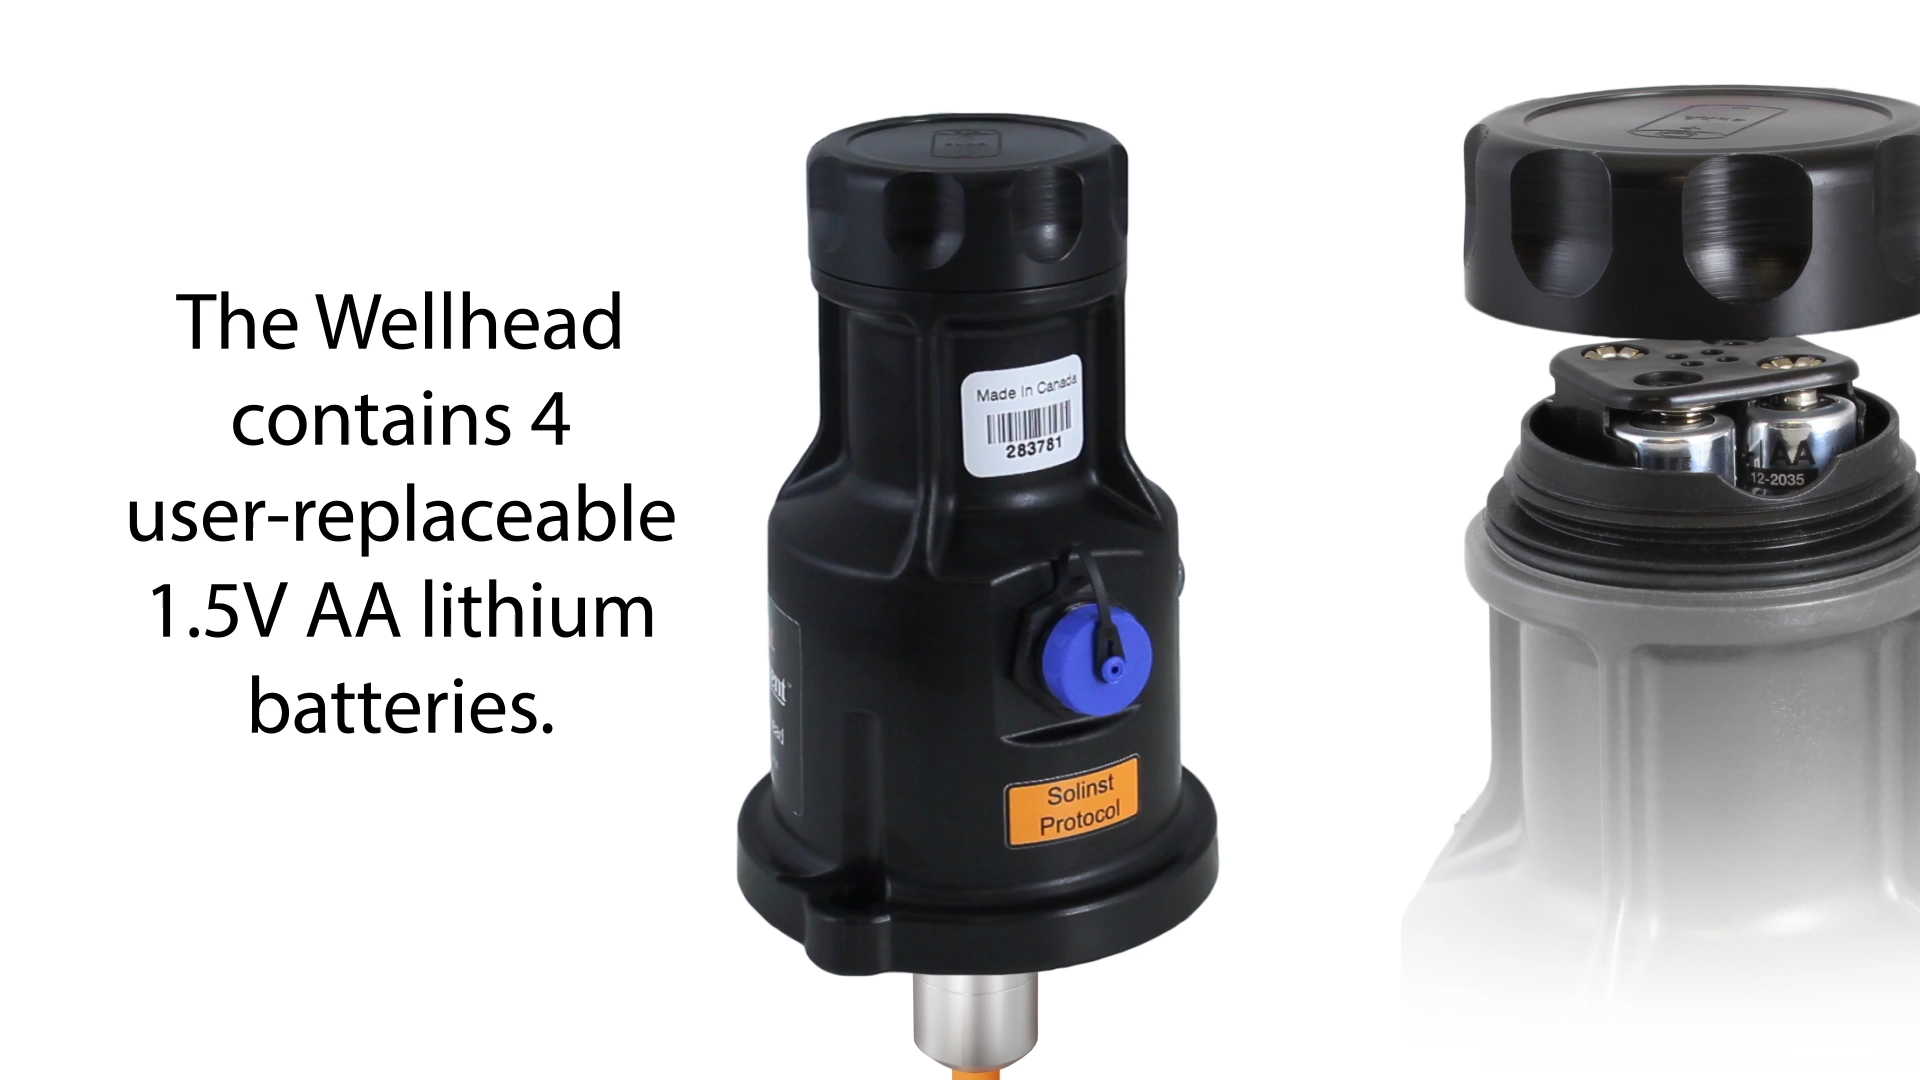 The Wellhead
contains 4
user-replaceable
1.5V AA lithium
batteries.
Made In Canada
283781
Solinst
Protocol
AA
12-2035